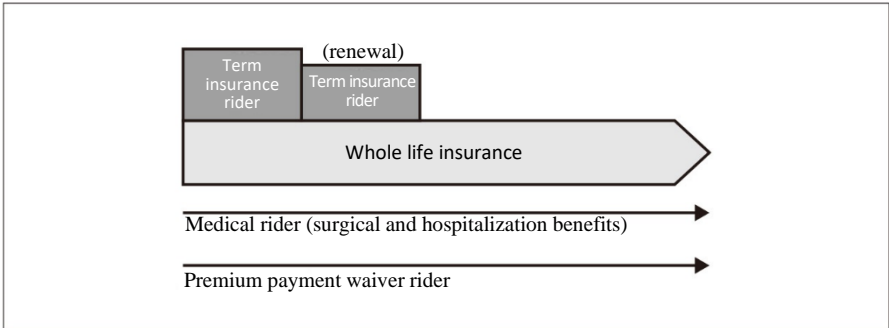 Term
insurance
rider
(renewal)
Term insurance
rider
Whole life insurance
Medical rider (surgical and hospitalization benefits)
Premium payment waiver rider